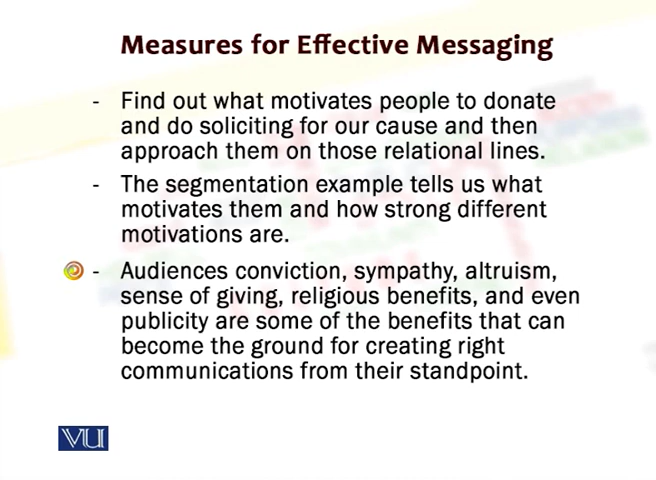 Measures for Effective Messaging
- Find out what motivates people to donate
and do soliciting for our cause and then
approach them on those relational lines.
- The segmentation example tells us what
motivates them and how strong different
motivations are.
- Audiences conviction, sympathy, altruism,
sense of giving, religious benefits, and even
publicity are some of the benefits that can
become the ground for creating right
communications from their standpoint.
VU